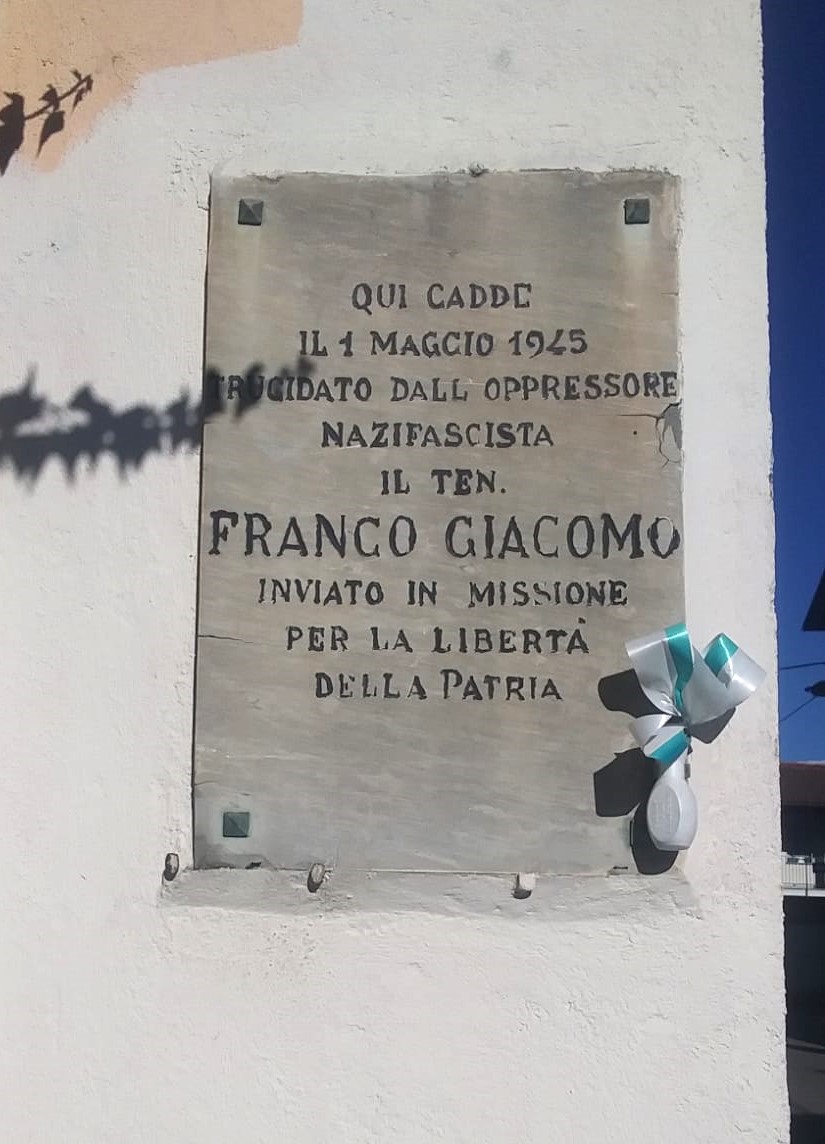 QUI CADDE
IL 1 MAGGIO 1945
TRUCIDATO DALL OPPRESSORE
NAZIFASCISTA
IL TEN.
FRANCO GIACOMO
INVIATO IN MISSIONE
PER LA LIBERTÀ
DELLA PATRIA